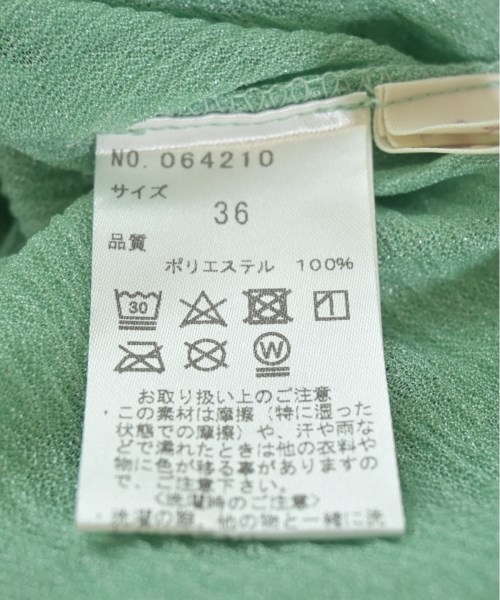 NO. 064210
サイズ
36
品質
ポリエステル 100%
30
W
お取り扱い上のご注意
・この素材は摩擦（特に湿った
状態での摩擦）や、汗や雨な
どで濡れたときは他の衣料や
物に色が移る事がありますの
で、ご注意下さい。
<洗濯時のご注意>
・洗濯の際、他の物と一緒に洗